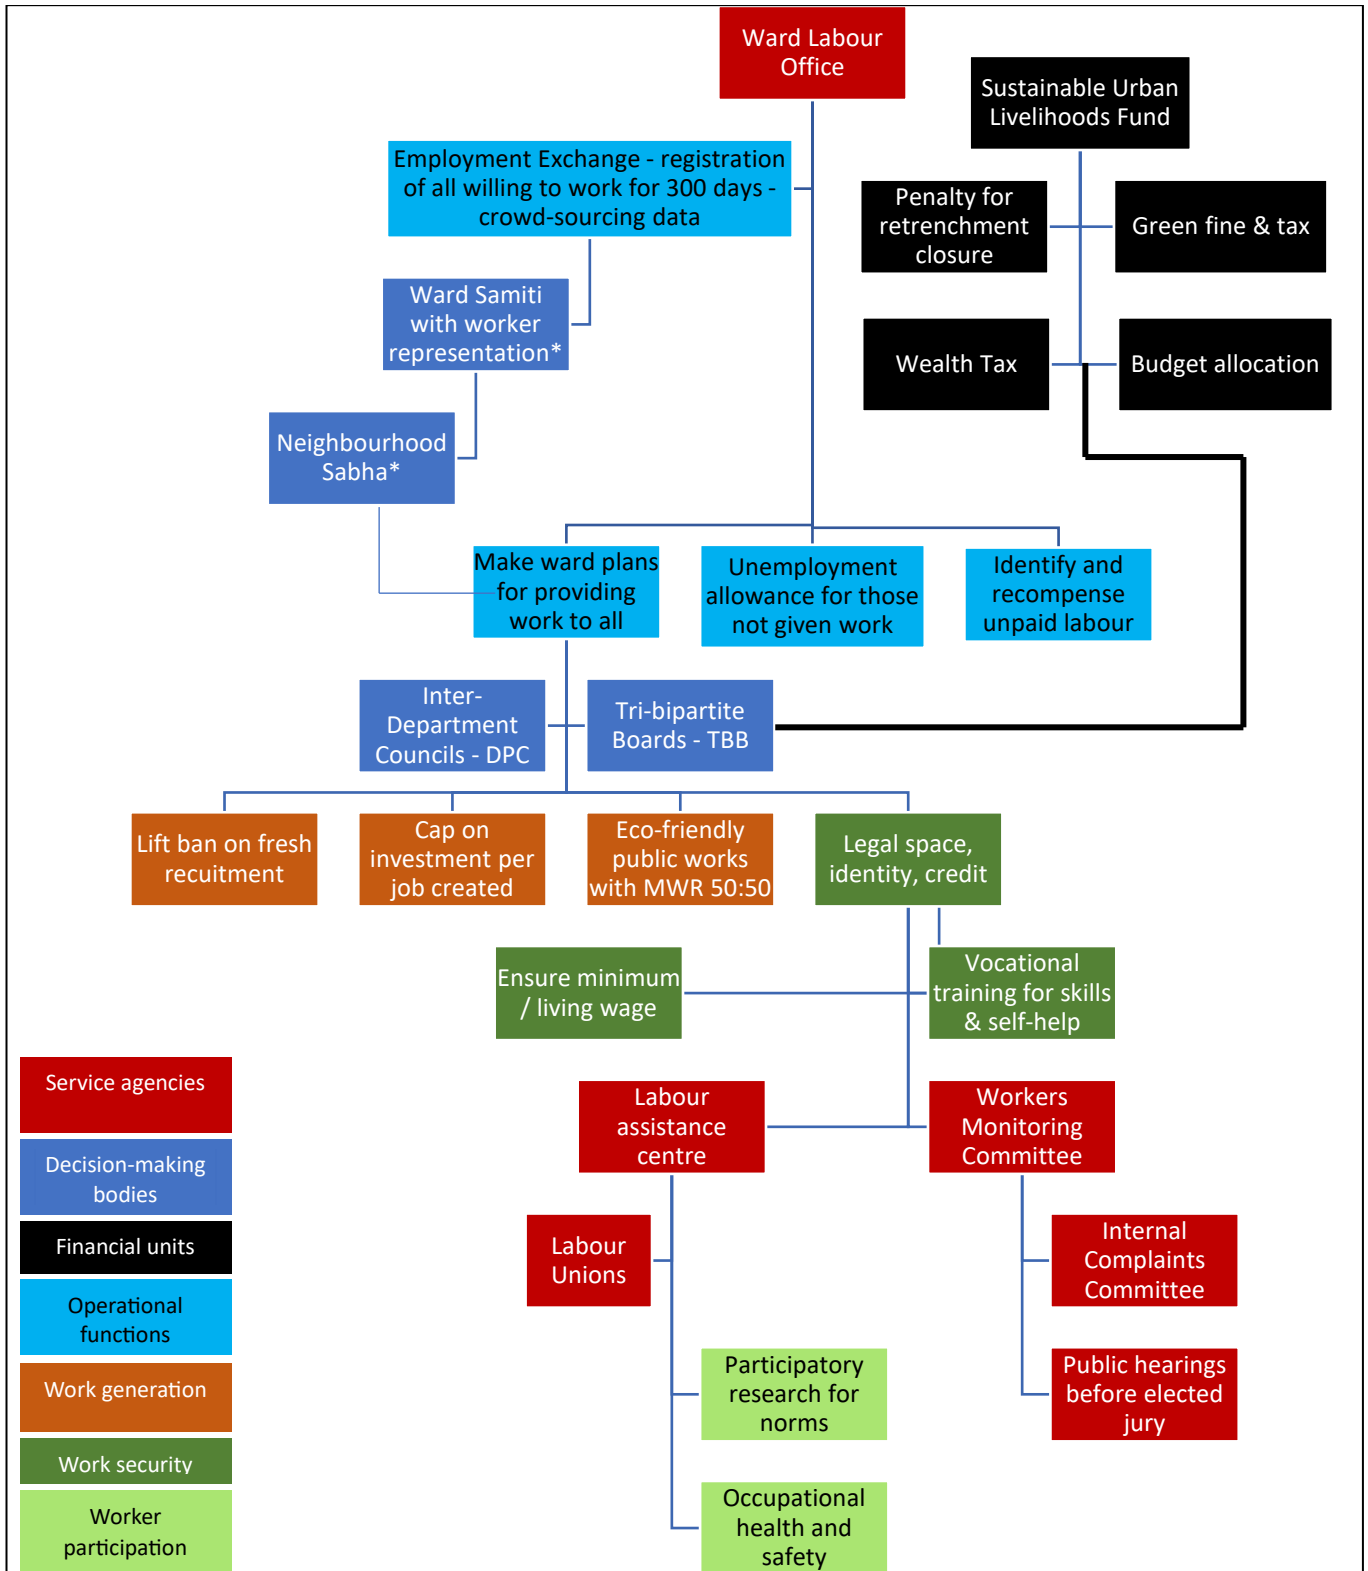 Ward Labour
Office
Sustainable Urban
Livelihoods Fund
Employment Exchange - registration
of all willing to work for 300 days -
crowd-sourcing data
Penalty for
retrenchment
closure
Green fine & tax
Ward Samiti
with worker
representation*
Wealth Tax
Budget allocation
Neighbourhood
Sabha*
Make ward plans
for providing
work to all
Unemployment
allowance for those
not given work
Identify and
recompense
unpaid labour
Inter-
Department
Councils - DPC
Tri-bipartite
Boards - TBB
Lift ban on fresh
recuitment
Cap on
investment per
job created
Eco-friendly
public works
with MWR 50:50
Legal space,
identity, credit
Ensure minimum
/ living wage
Vocational
training for skills
& self-help
Labour
assistance
centre
Workers
Monitoring
Committee
Labour
Unions
Internal
Complaints
Committee
Participatory
research for
norms
Public hearings
before elected
jury
Occupational
health and
safety
Service agencies
Decision-making
bodies
Financial units
Operational
functions
Work generation
Work security
Worker
participation